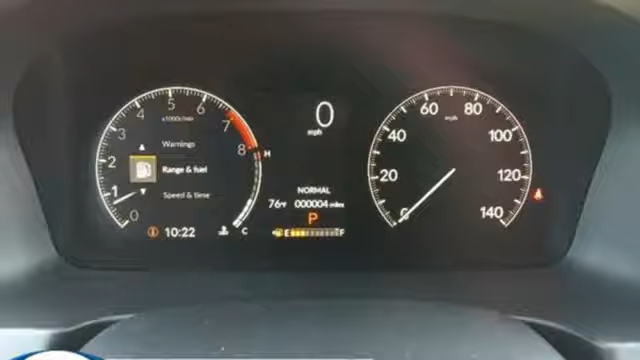 0
1
2
3
4
5
6
7
8
x1000r/min
Warnings
Range & fuel
Speed & time
10:22
H
C
0
mph
NORMAL
76°F 000004 miles
P
E F
0
20
40
60
80
100
120
140
mph